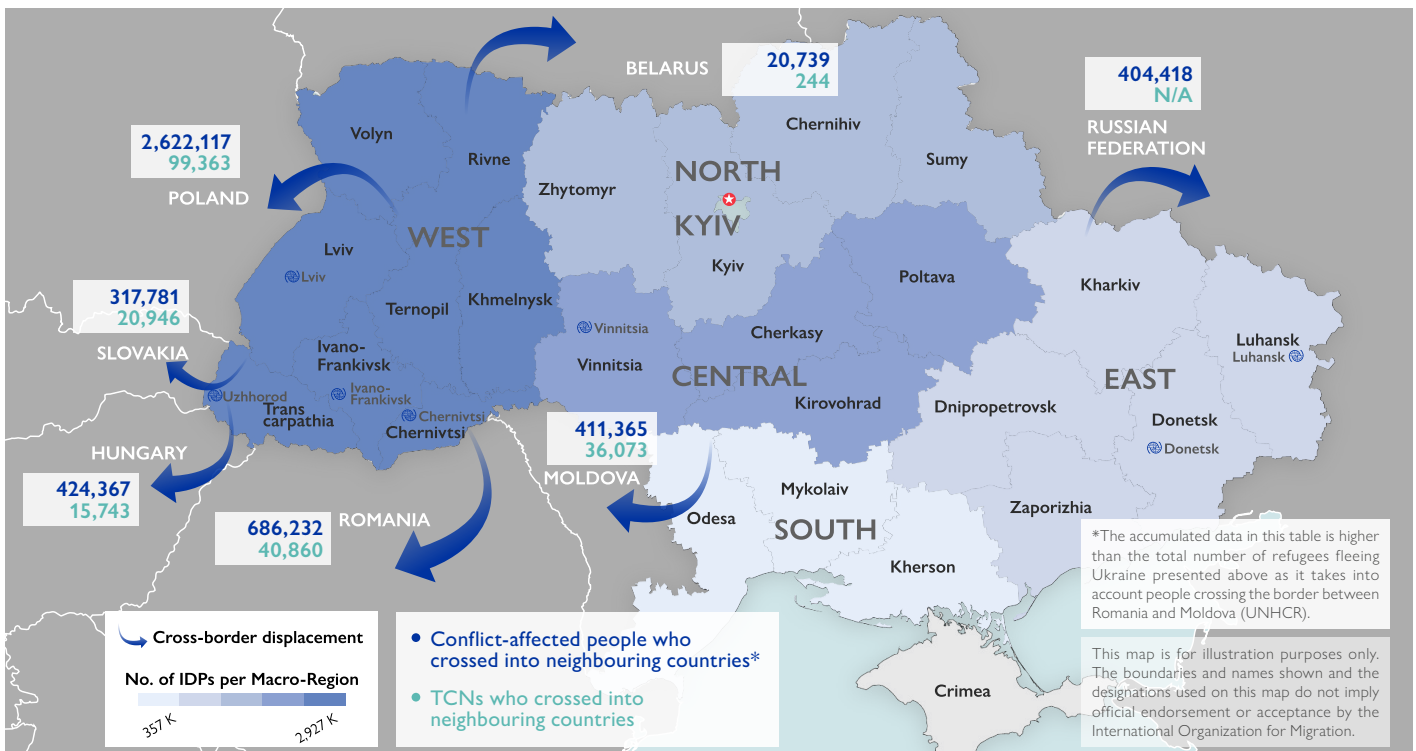 BELARUS
20,739
244
404,418
N/A
RUSSIAN
FEDERATION
2,622,117
99,363
POLAND
Volyn
Rivne
Zhytomyr
NORTH
Chernihiv
Sumy
KYIV
Kyiv
WEST
Lviv
Lviv
Ternopil
Khmelnysk
Poltava
Kharkiv
317,781
20,946
SLOVAKIA
Ivano-
Frankivsk
Ivano-
Frankivsk
Uzhhorod
Trans
carpathia
Chernivtsi
Chernivtsi
Vinnitsia
Vinnitsia
Cherkasy
CENTRAL
Kirovohrad
Dnipropetrovsk
EAST
Luhansk
Luhansk
Donetsk
Donetsk
Zaporizhia
HUNGARY
424,367
15,743
686,232
40,860
ROMANIA
411,365
36,073
MOLDOVA
Odesa
Mykolaiv
SOUTH
Kherson
Crimea
Cross-border displacement
No. of IDPs per Macro-Region
357 K
2,927 K
• Conflict-affected people who
crossed into neighbouring countries*
• TCNs who crossed into
neighbouring countries
*The accumulated data in this table is higher
than the total number of refugees fleeing
Ukraine presented above as it takes into
account people crossing the border between
Romania and Moldova (UNHCR).
This map is for illustration purposes only.
The boundaries and names shown and the
designations used on this map do not imply
official endorsement or acceptance by the
International Organization for Migration.